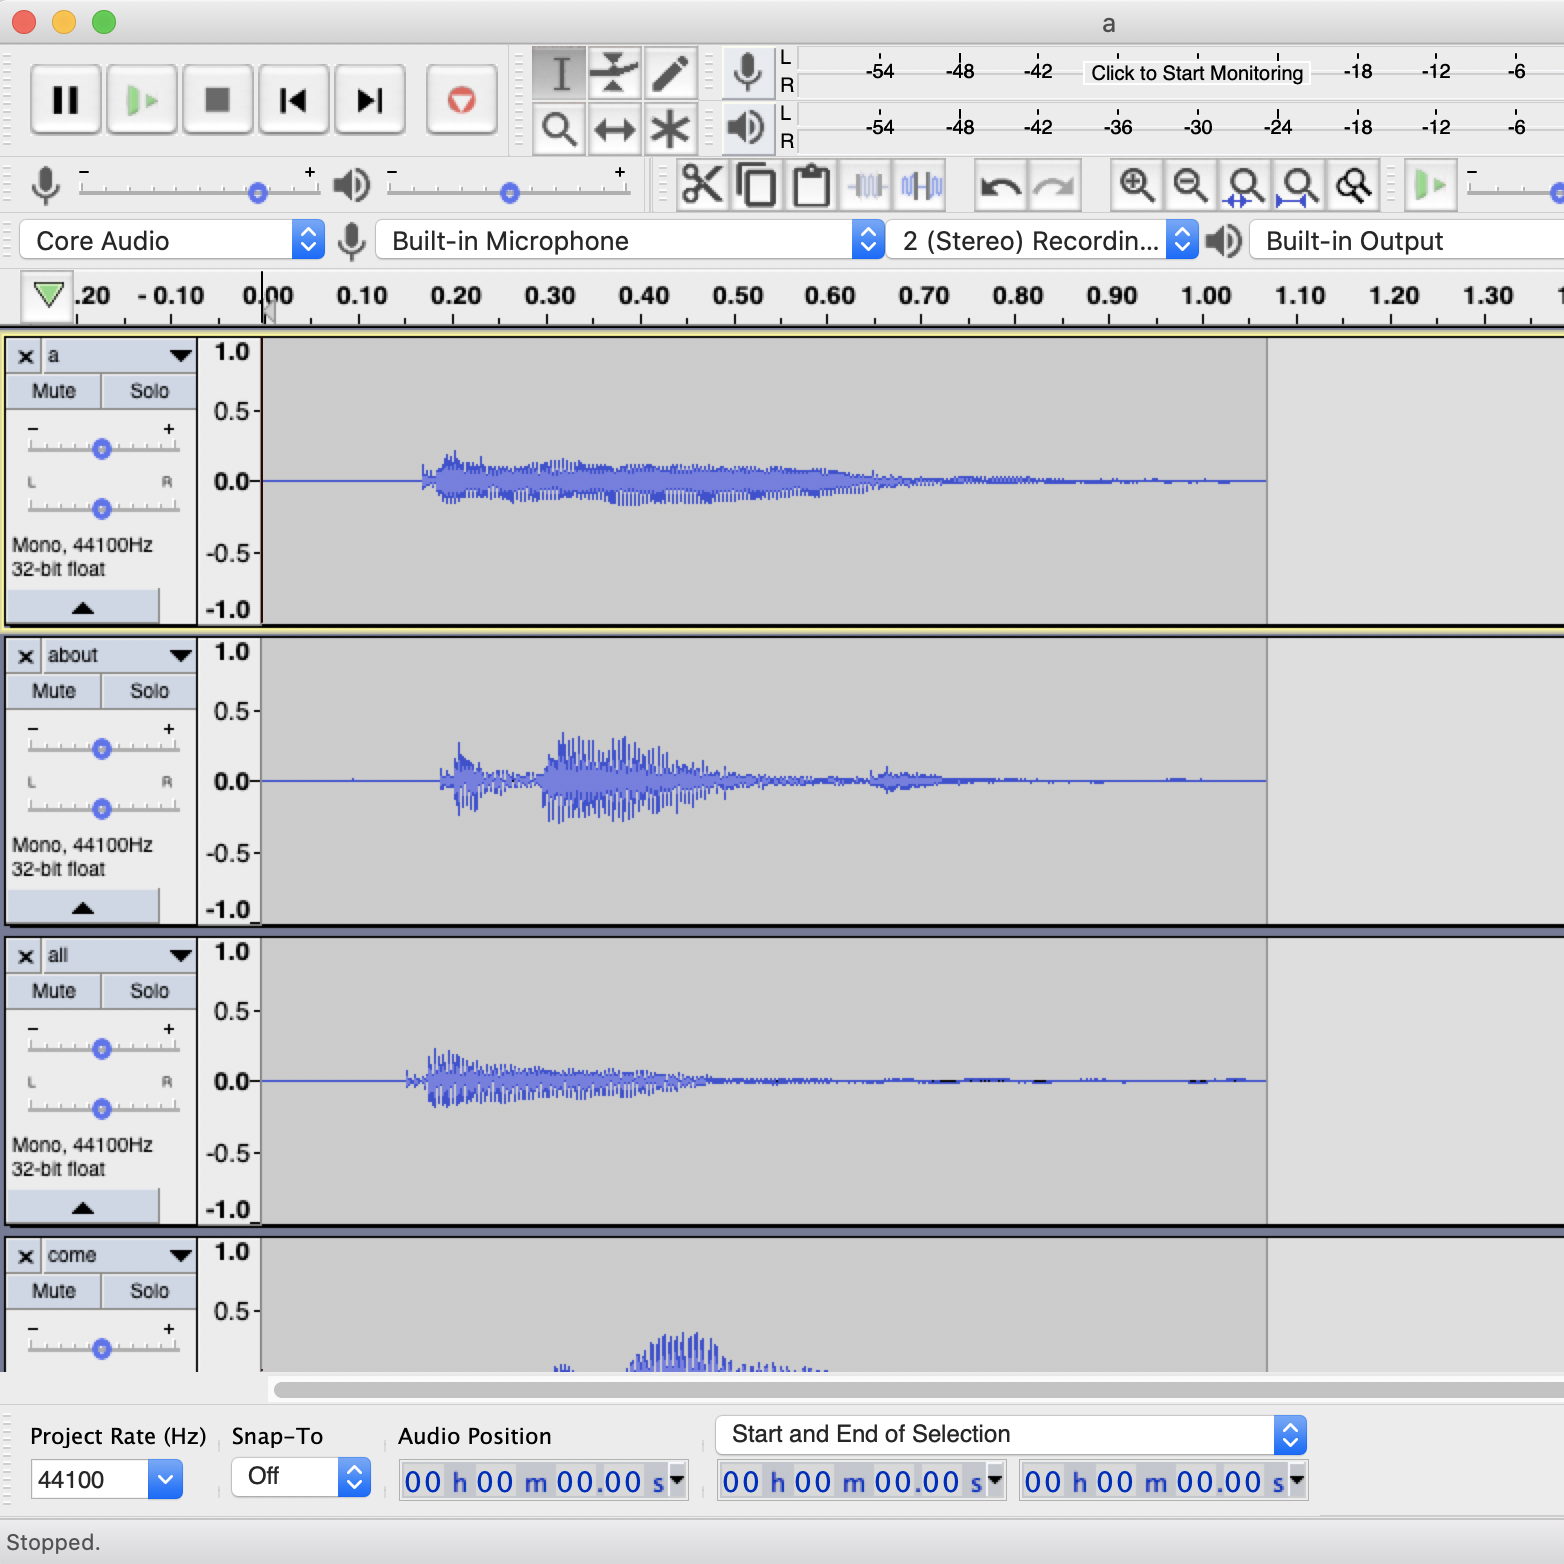 a
L
R
-54 -48 -42 Click to Start Monitoring -18 -12 -6
L
R
-54 -48 -42 -36 -30 -24 -18 -12 -6
- + - + -
Core Audio Built-in Microphone 2 (Stereo) Recordin... Built-in Output
.20 -0.10 0.00 0.10 0.20 0.30 0.40 0.50 0.60 0.70 0.80 0.90 1.00 1.10 1.20 1.30
x a 1.0
Mute Solo
0.5
- +
L R 0.0
Mono, 44100Hz
-0.5
32-bit float
-1.0
x about 1.0
Mute Solo
0.5
- +
L R 0.0
Mono, 44100Hz
-0.5
32-bit float
-1.0
x all 1.0
Mute Solo
0.5
- +
L R 0.0
Mono, 44100Hz
-0.5
32-bit float
-1.0
x come 1.0
Mute Solo
0.5
- +
Project Rate (Hz) Snap-To Audio Position Start and End of Selection
44100 Off 00 h 00 m 00.00 s 00 h 00 m 00.00 s 00 h 00 m 00.00 s
Stopped.